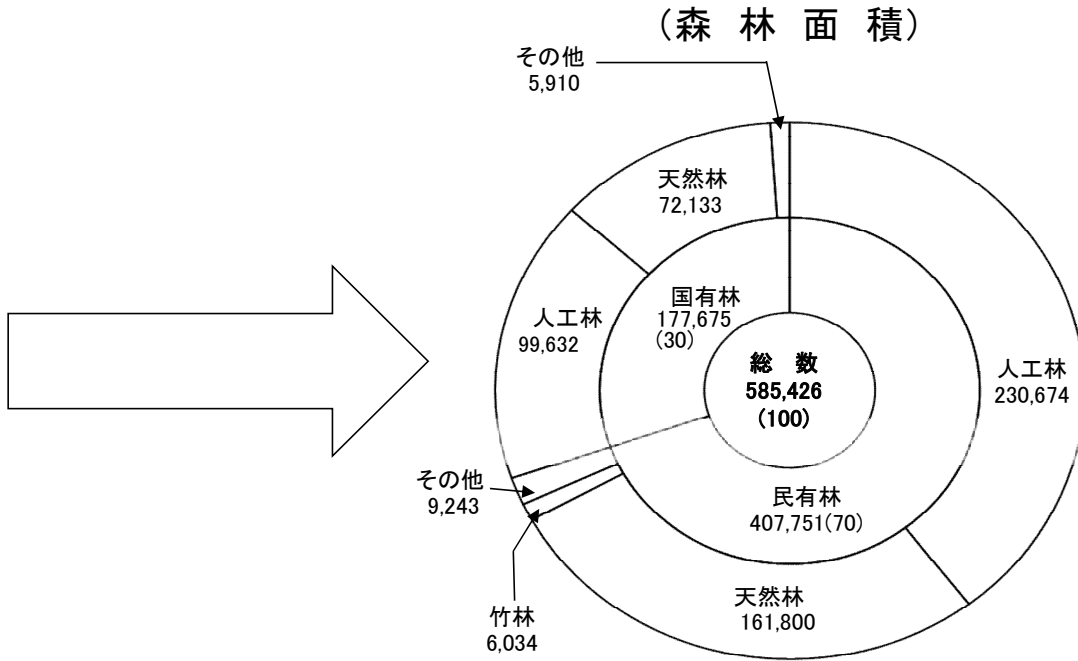 （森 林 面 積）
その他
5,910
天然林
72,133
国有林
177,675
(30)
人工林
99,632
総 数
585,426
(100)
人工林
230,674
その他
9,243
民有林
407,751(70)
天然林
161,800
竹林
6,034